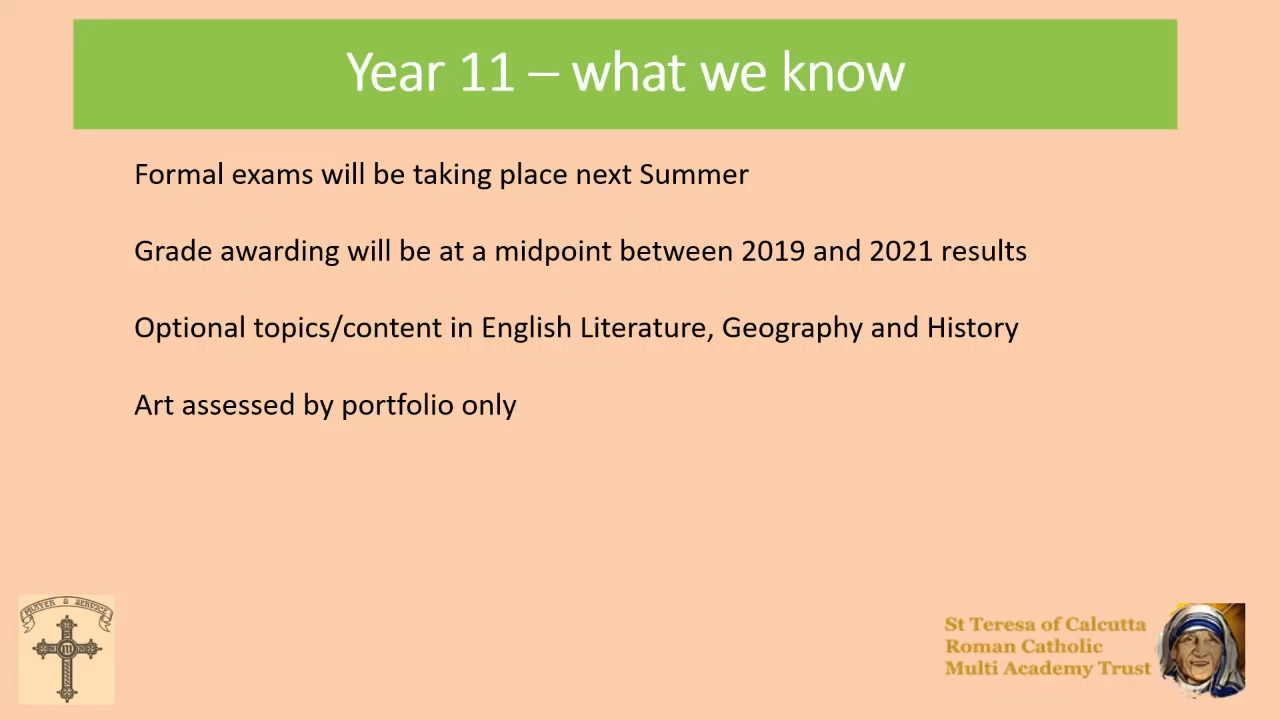 Year 11 – what we know
Formal exams will be taking place next Summer
Grade awarding will be at a midpoint between 2019 and 2021 results
Optional topics/content in English Literature, Geography and History
Art assessed by portfolio only
PRAYER & SERVICE
St Teresa of Calcutta
Roman Catholic
Multi Academy Trust